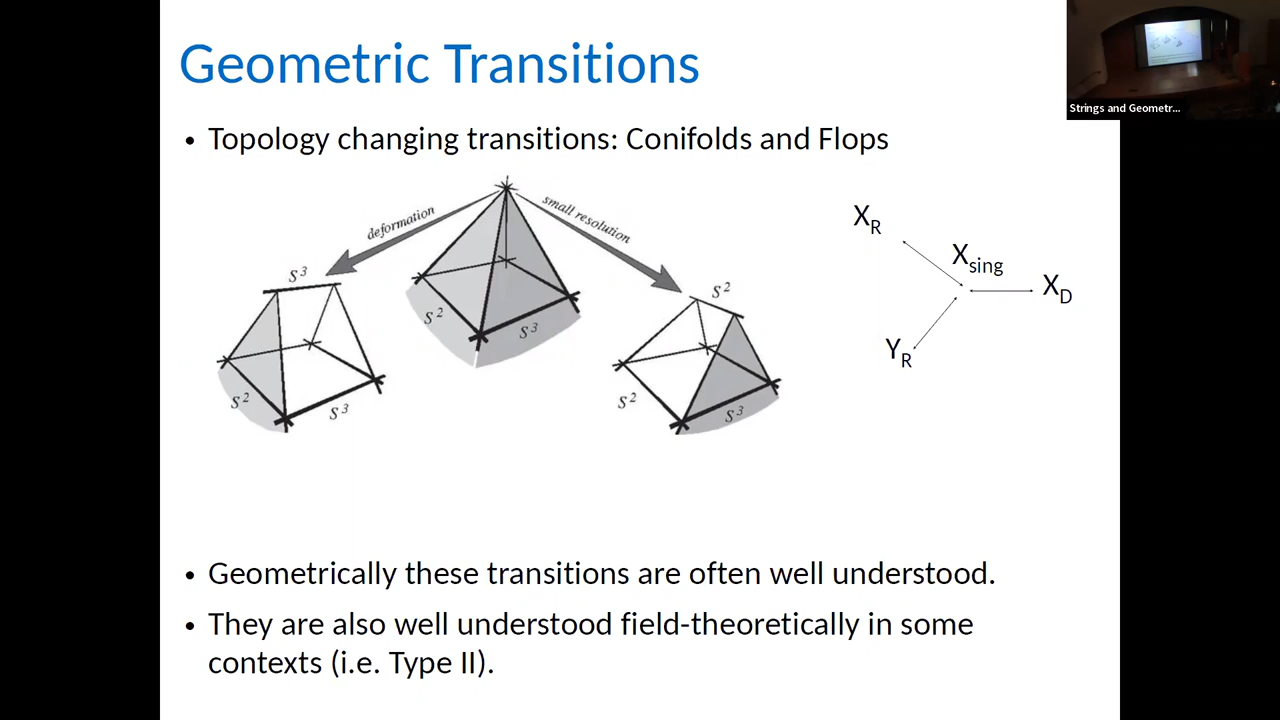 Geometric Transitions
Strings and Geometr...
• Topology changing transitions: Conifolds and Flops
deformation
small resolution
S³
S²
S³
S²
S³
S²
S²
S³
X_R
X_sing
X_D
Y_R
• Geometrically these transitions are often well understood.
• They are also well understood field-theoretically in some
contexts (i.e. Type II).